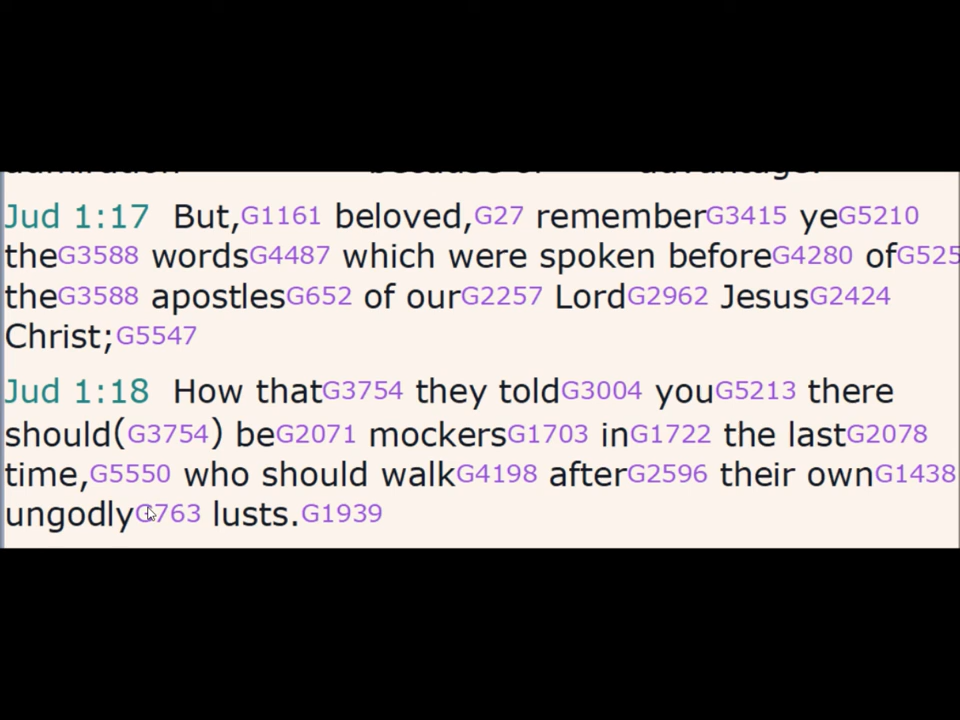 Jud 1:17 But,G1161 beloved,G27 rememberG3415 yeG5210
theG3588 wordsG4487 which were spoken beforeG4280 ofG525
theG3588 apostlesG652 of ourG2257 LordG2962 JesusG2424
Christ;G5547
Jud 1:18 How thatG3754 they toldG3004 youG5213 there
should(G3754) beG2071 mockersG1703 inG1722 the lastG2078
time,G5550 who should walkG4198 afterG2596 their ownG1438
ungodlyG763 lusts.G1939